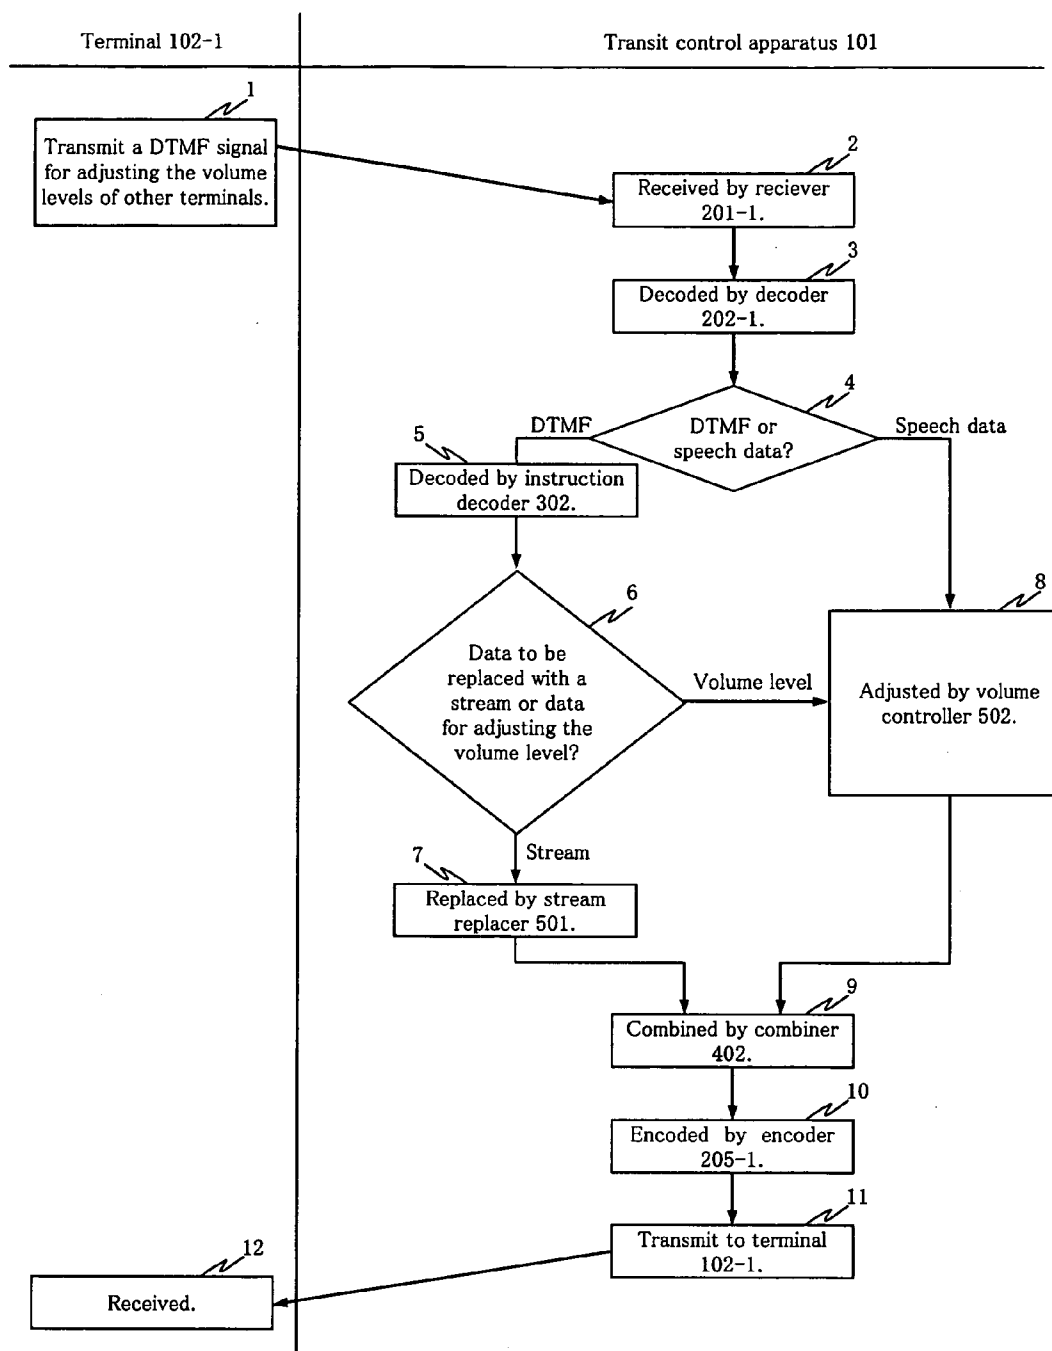 Terminal 102-1
Transit control apparatus 101
1
Transmit a DTMF signal
for adjusting the volume
levels of other terminals.
2
Received by reciever
201-1.
3
Decoded by decoder
202-1.
4
DTMF or
speech data?
DTMF
Speech data
5
Decoded by instruction
decoder 302.
6
Data to be
replaced with a
stream or data
for adjusting the
volume level?
Volume level
8
Adjusted by volume
controller 502.
Stream
7
Replaced by stream
replacer 501.
9
Combined by combiner
402.
10
Encoded by encoder
205-1.
11
Transmit to terminal
102-1.
12
Received.